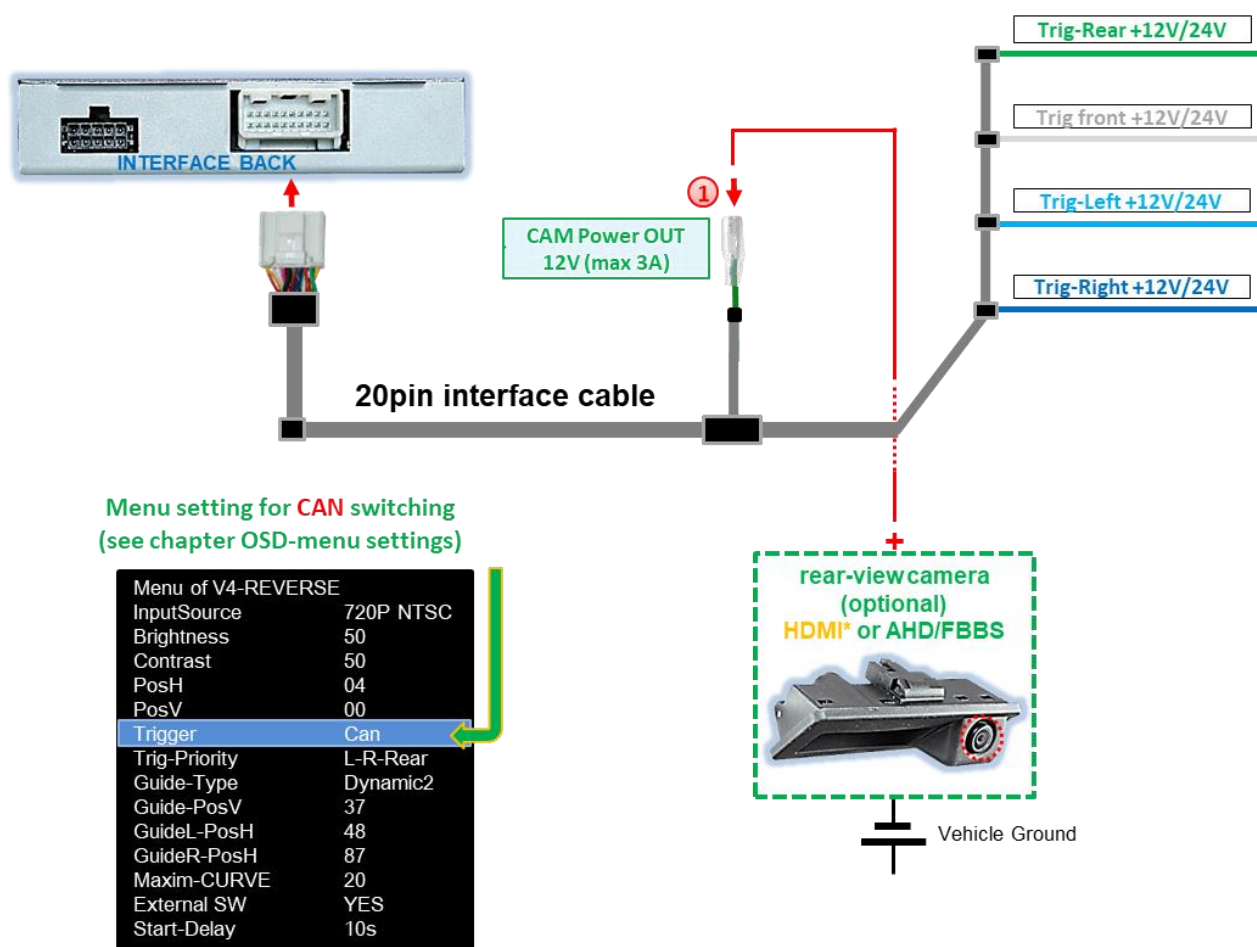 Trig-Rear +12V/24V
Trig front +12V/24V
Trig-Left +12V/24V
Trig-Right +12V/24V
INTERFACE BACK
1
CAM Power OUT
12V (max 3A)
20pin interface cable
Menu setting for CAN switching
(see chapter OSD-menu settings)
Menu of V4-REVERSE
InputSource 720P NTSC
Brightness 50
Contrast 50
PosH 04
PosV 00
Trigger Can
Trig-Priority L-R-Rear
Guide-Type Dynamic2
Guide-PosV 37
GuideL-PosH 48
GuideR-PosH 87
Maxim-CURVE 20
External SW YES
Start-Delay 10s
+
rear-view camera
(optional)
HDMI* or AHD/FBBS
Vehicle Ground